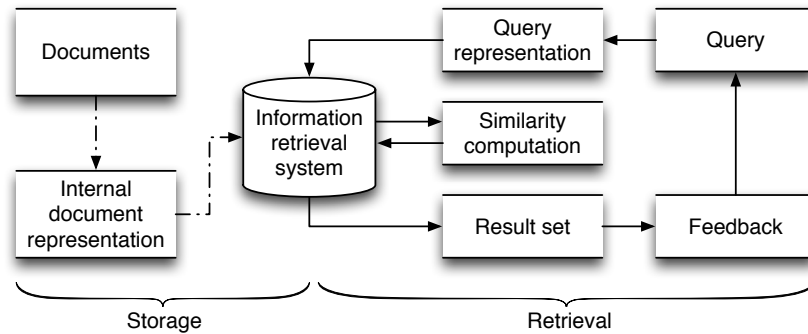 Documents
Internal
document
representation
Information
retrieval
system
Query
representation
Query
Similarity
computation
Result set
Feedback
Storage
Retrieval